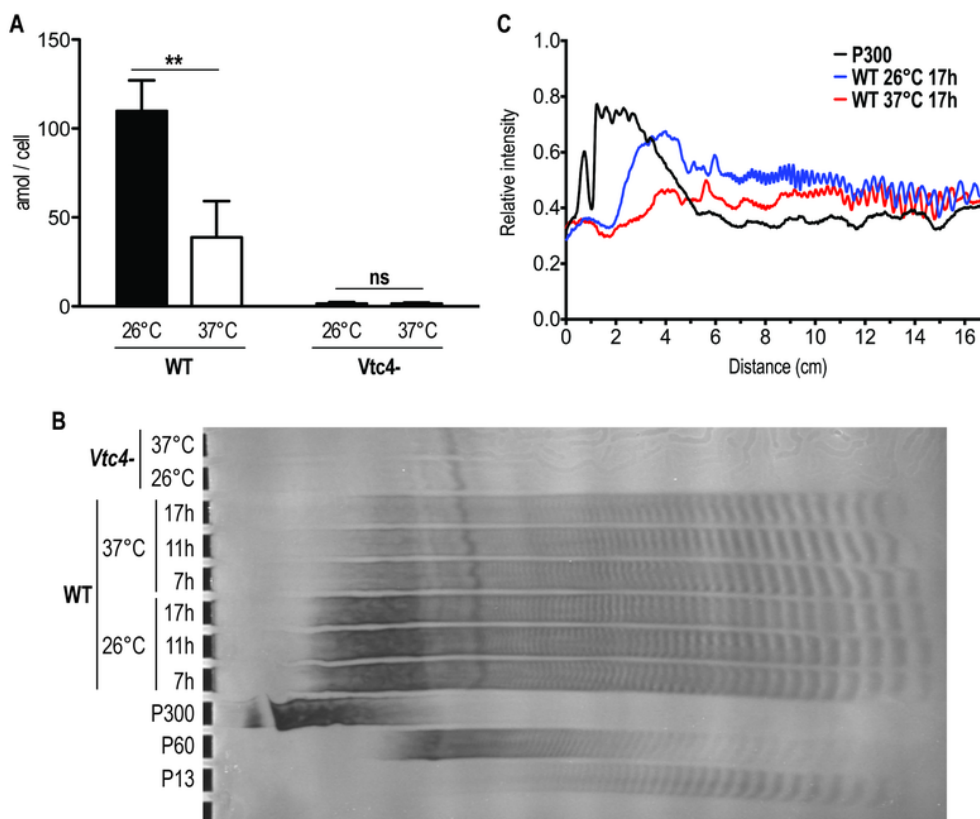 A
150
100
50
0
amol / cell
**
ns
26°C 37°C 26°C 37°C
WT Vtc4-
C
1.0
0.8
0.6
0.4
0.2
0.0
Relative intensity
P300
WT 26°C 17h
WT 37°C 17h
0 2 4 6 8 10 12 14 16
Distance (cm)
B
Vtc4-
37°C
26°C
WT
37°C
17h
11h
7h
26°C
17h
11h
7h
P300
P60
P13